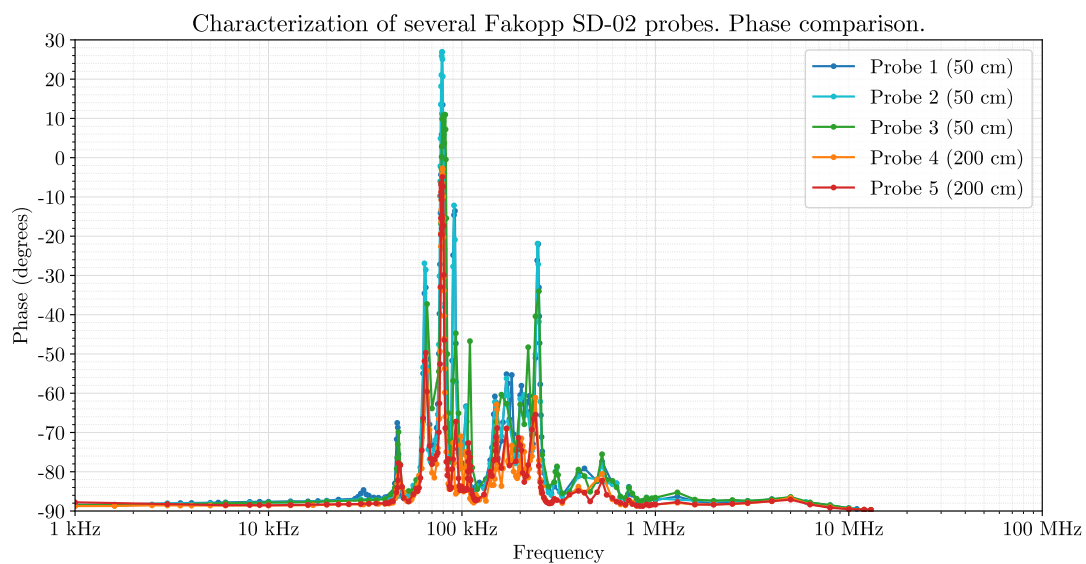 Characterization of several Fakopp SD-02 probes. Phase comparison.
Phase (degrees)
30
20
10
0
-10
-20
-30
-40
-50
-60
-70
-80
-90
Probe 1 (50 cm)
Probe 2 (50 cm)
Probe 3 (50 cm)
Probe 4 (200 cm)
Probe 5 (200 cm)
1 kHz 10 kHz 100 kHz 1 MHz 10 MHz 100 MHz
Frequency